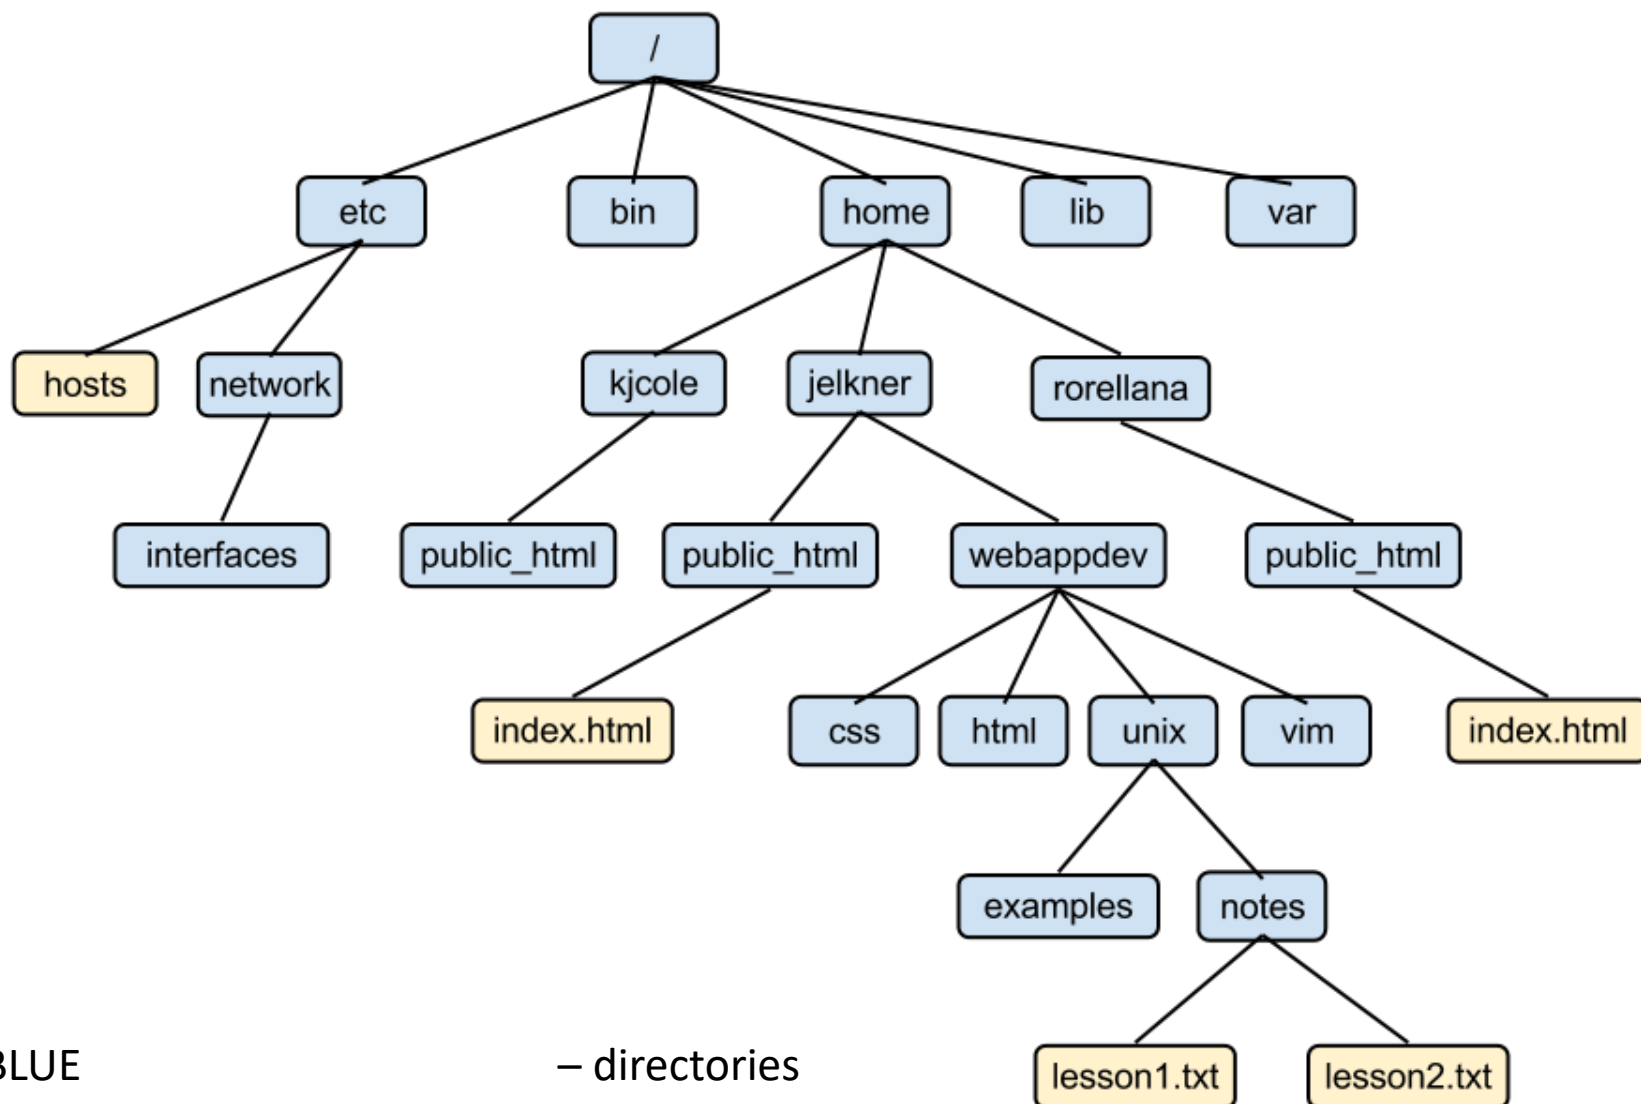 /
etc bin home lib var
hosts network kjcole jelkner rorellana
interfaces public_html public_html webappdev public_html
index.html css html unix vim index.html
examples notes
BLUE – directories
lesson1.txt lesson2.txt